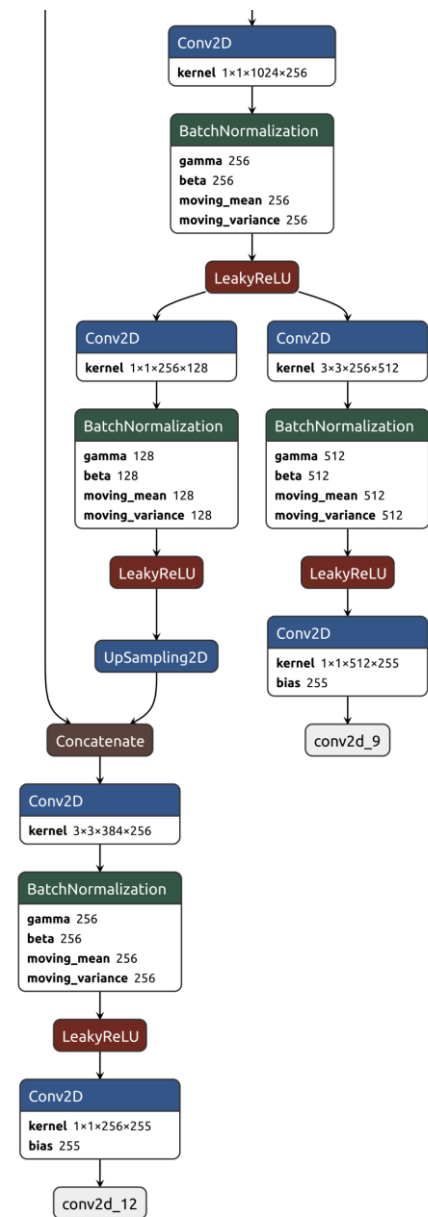 Conv2D
kernel 1×1×1024×256
BatchNormalization
gamma 256
beta 256
moving_mean 256
moving_variance 256
LeakyReLU
Conv2D
kernel 1×1×256×128
BatchNormalization
gamma 128
beta 128
moving_mean 128
moving_variance 128
LeakyReLU
UpSampling2D
Conv2D
kernel 3×3×256×512
BatchNormalization
gamma 512
beta 512
moving_mean 512
moving_variance 512
LeakyReLU
Conv2D
kernel 1×1×512×255
bias 255
conv2d_9
Concatenate
Conv2D
kernel 3×3×384×256
BatchNormalization
gamma 256
beta 256
moving_mean 256
moving_variance 256
LeakyReLU
Conv2D
kernel 1×1×256×255
bias 255
conv2d_12